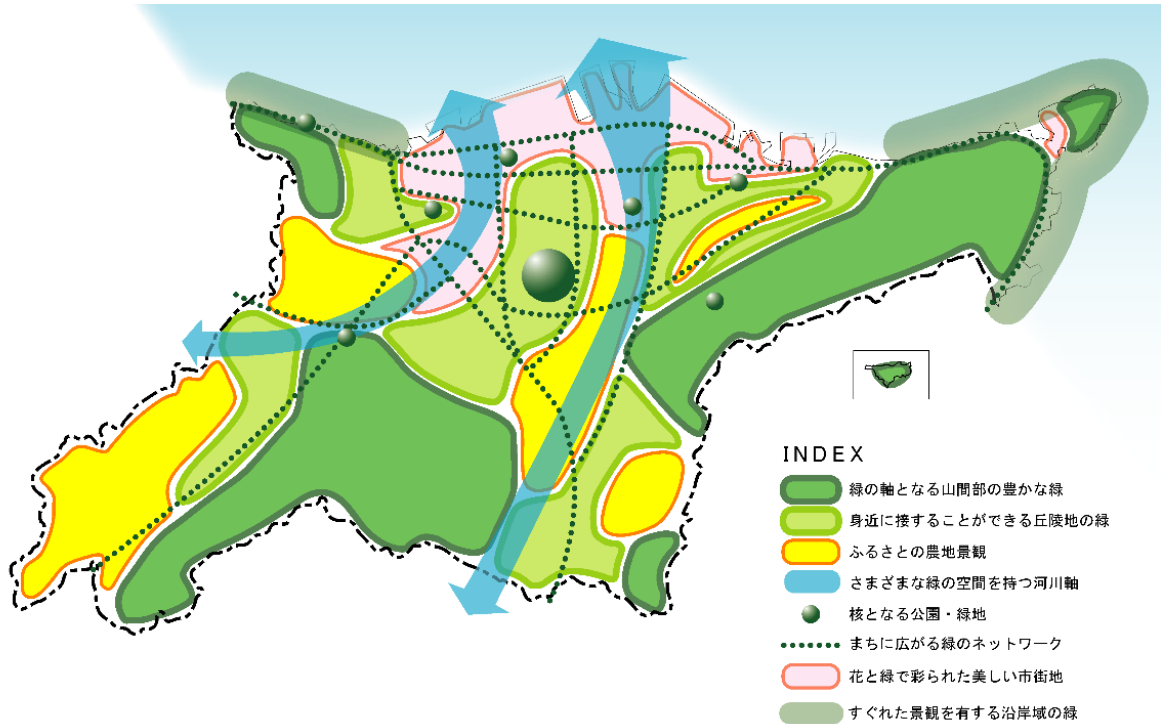 INDEX
緑の軸となる山間部の豊かな緑
身近に接することができる丘陵地の緑
ふるさとの農地景観
さまざまな緑の空間を持つ河川軸
核となる公園・緑地
まちに広がる緑のネットワーク
花と緑で彩られた美しい市街地
すぐれた景観を有する沿岸域の緑